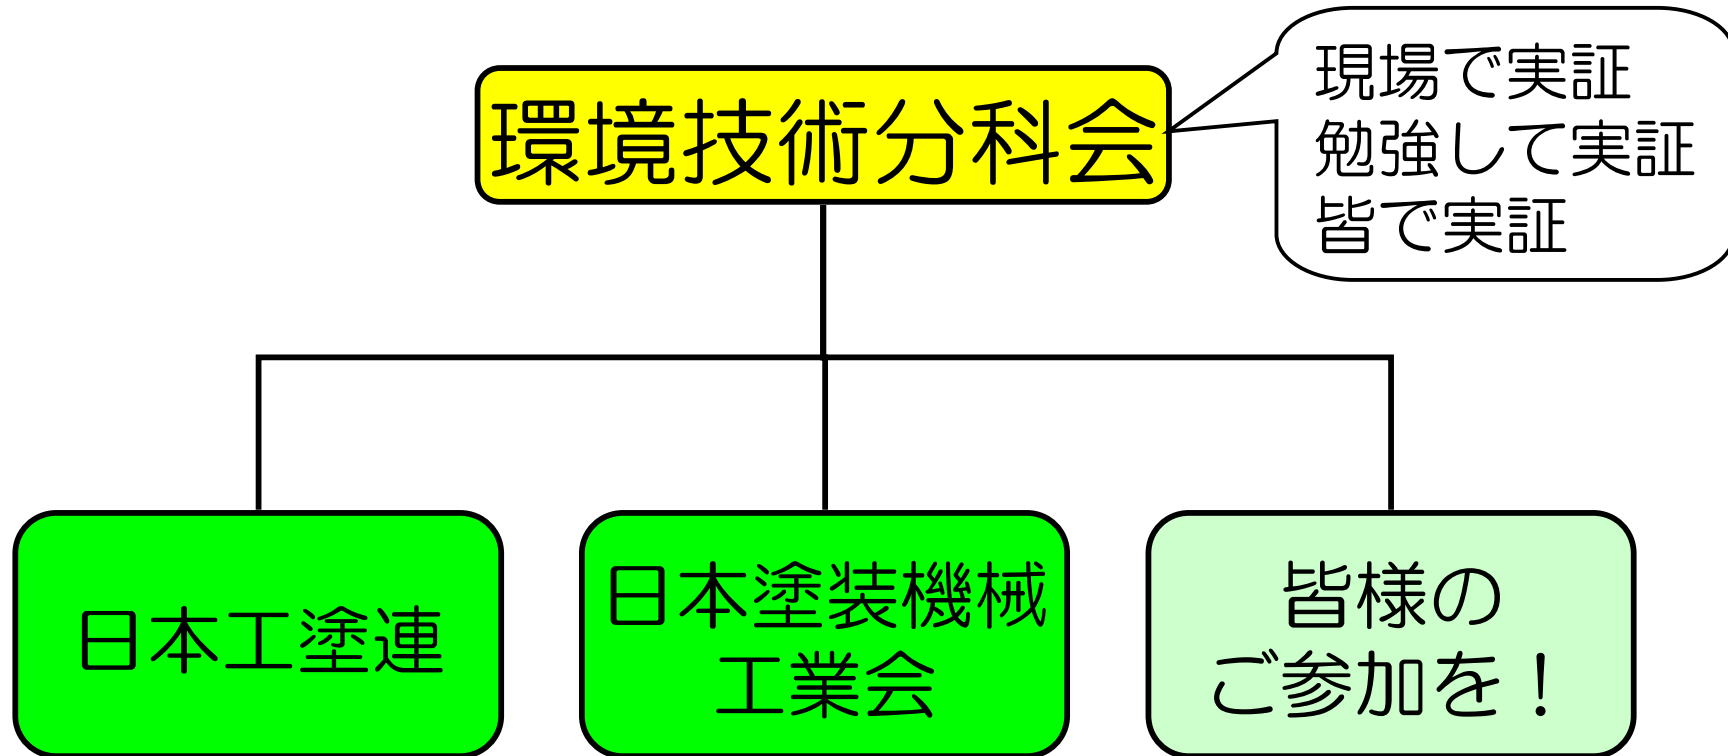 環境技術分科会
現場で実証
勉強して実証
皆で実証
日本工塗連
日本塗装機械
工業会
皆様の
ご参加を！